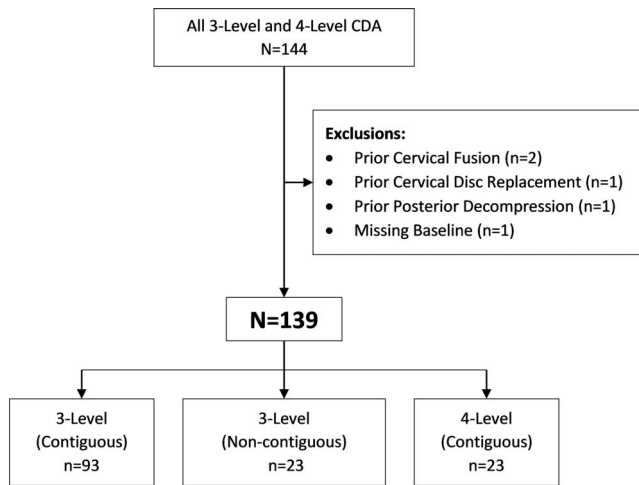 All 3-Level and 4-Level CDA
N=144
Exclusions:
• Prior Cervical Fusion (n=2)
• Prior Cervical Disc Replacement (n=1)
• Prior Posterior Decompression (n=1)
• Missing Baseline (n=1)
N=139
3-Level
(Contiguous)
n=93
3-Level
(Non-contiguous)
n=23
4-Level
(Contiguous)
n=23